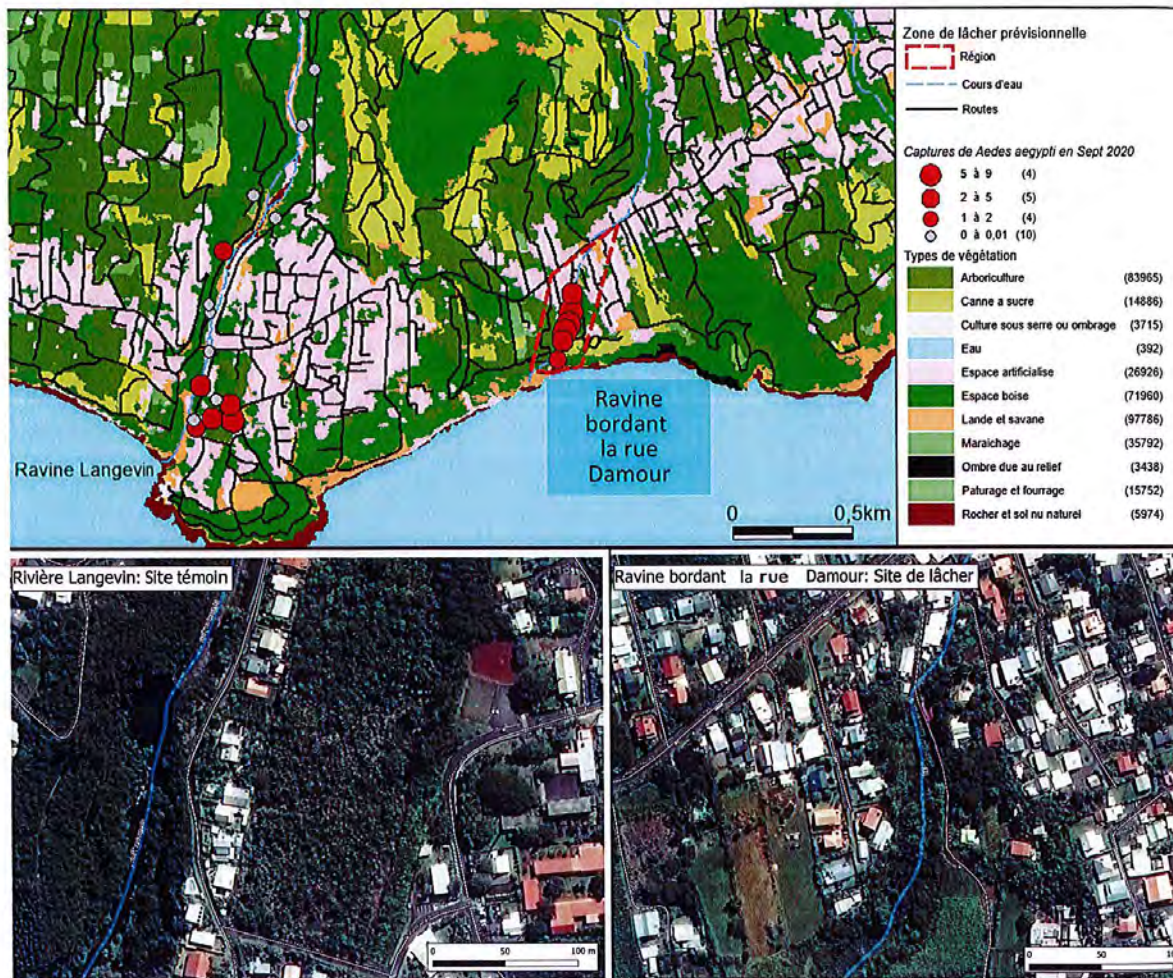 Zone de lâcher prévisionnelle
Région
Cours d'eau
Routes
Captures de Aedes aegypti en Sept 2020
5 à 9 (4)
2 à 5 (5)
1 à 2 (4)
0 à 0,01 (10)
Types de végétation
Arboriculture (83965)
Canne a sucre (14886)
Culture sous serre ou ombrage (3715)
Eau (392)
Espace artificialise (26926)
Espace boise (71960)
Lande et savane (97786)
Maraichage (35792)
Ombre due au relief (3438)
Paturage et fourrage (15752)
Rocher et sol nu naturel (5974)
Ravine Langevin
Ravine
bordant
la rue
Damour
0 0,5km
Rivière Langevin: Site témoin
0 50 100 m
Ravine bordant la rue Damour: Site de lâcher
0 50